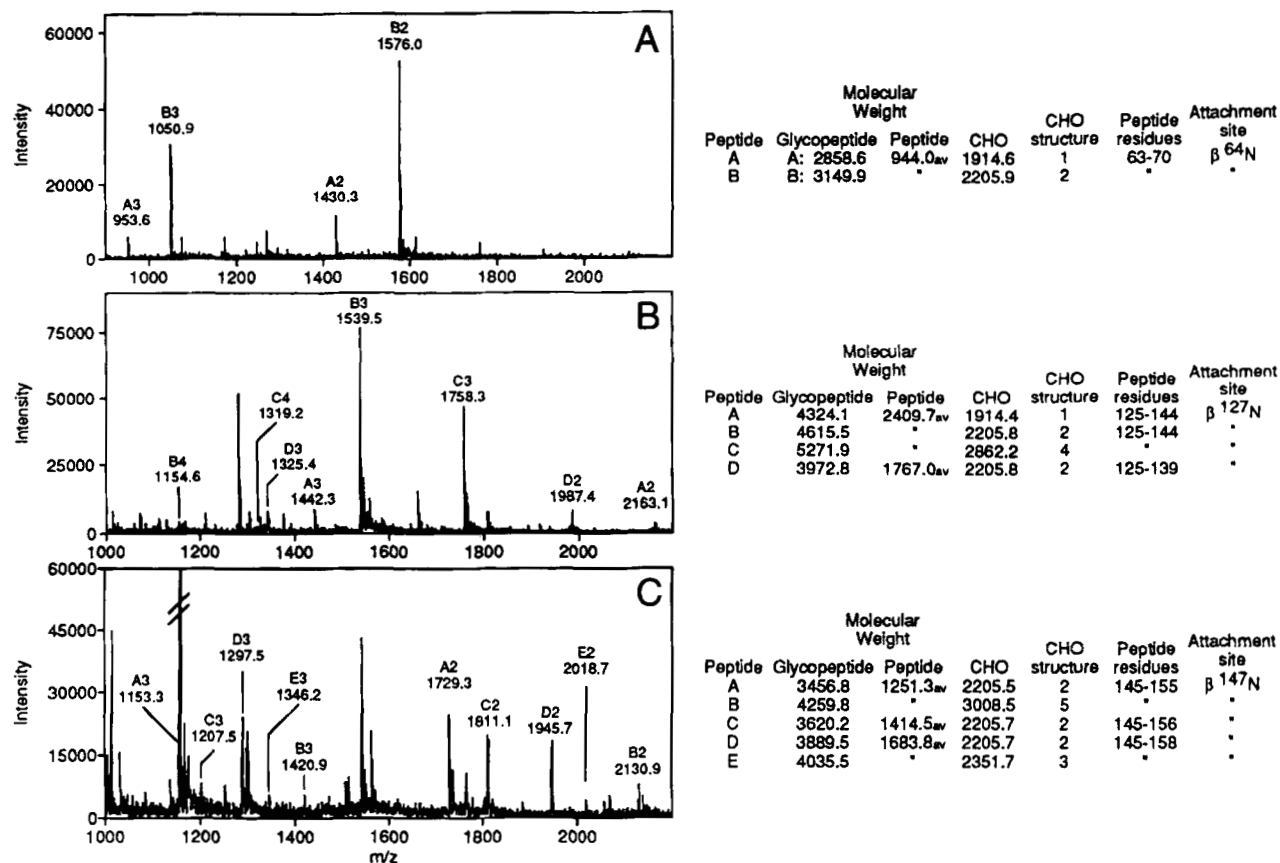 A
60000
40000
20000
0
Intensity
B2
1576.0
B3
1050.9
A2
1430.3
A3
953.6
1000 1200 1400 1600 1800 2000
Molecular
Weight
CHO Peptide Attachment
Peptide Glycopeptide Peptide CHO structure residues site
A A: 2858.6 944.0av 1914.6 1 63-70 β 64N
B B: 3149.9 " 2205.9 2 " "
B
75000
50000
25000
0
Intensity
B3
1539.5
C3
1758.3
C4
1319.2
D3
1325.4
B4
1154.6
A3
1442.3
D2
1987.4
A2
2163.1
1000 1200 1400 1600 1800 2000
Molecular
Weight
CHO Peptide Attachment
Peptide Glycopeptide Peptide CHO structure residues site
A 4324.1 2409.7av 1914.4 1 125-144 β 127N
B 4615.5 " 2205.8 2 125-144 "
C 5271.9 " 2862.2 4 " "
D 3972.8 1767.0av 2205.8 2 125-139 "
C
60000
45000
30000
15000
0
Intensity
E2
2018.7
D3
1297.5
E3
1346.2
A3
1153.3
A2
1729.3
C2
1811.1
D2
1945.7
C3
1207.5
B3
1420.9
B2
2130.9
1000 1200 1400 1600 1800 2000
m/z
Molecular
Weight
CHO Peptide Attachment
Peptide Glycopeptide Peptide CHO structure residues site
A 3456.8 1251.3av 2205.5 2 145-155 β 147N
B 4259.8 " 3008.5 5 " "
C 3620.2 1414.5av 2205.7 2 145-156 "
D 3889.5 1683.8av 2205.7 2 145-158 "
E 4035.5 " 2351.7 3 " "